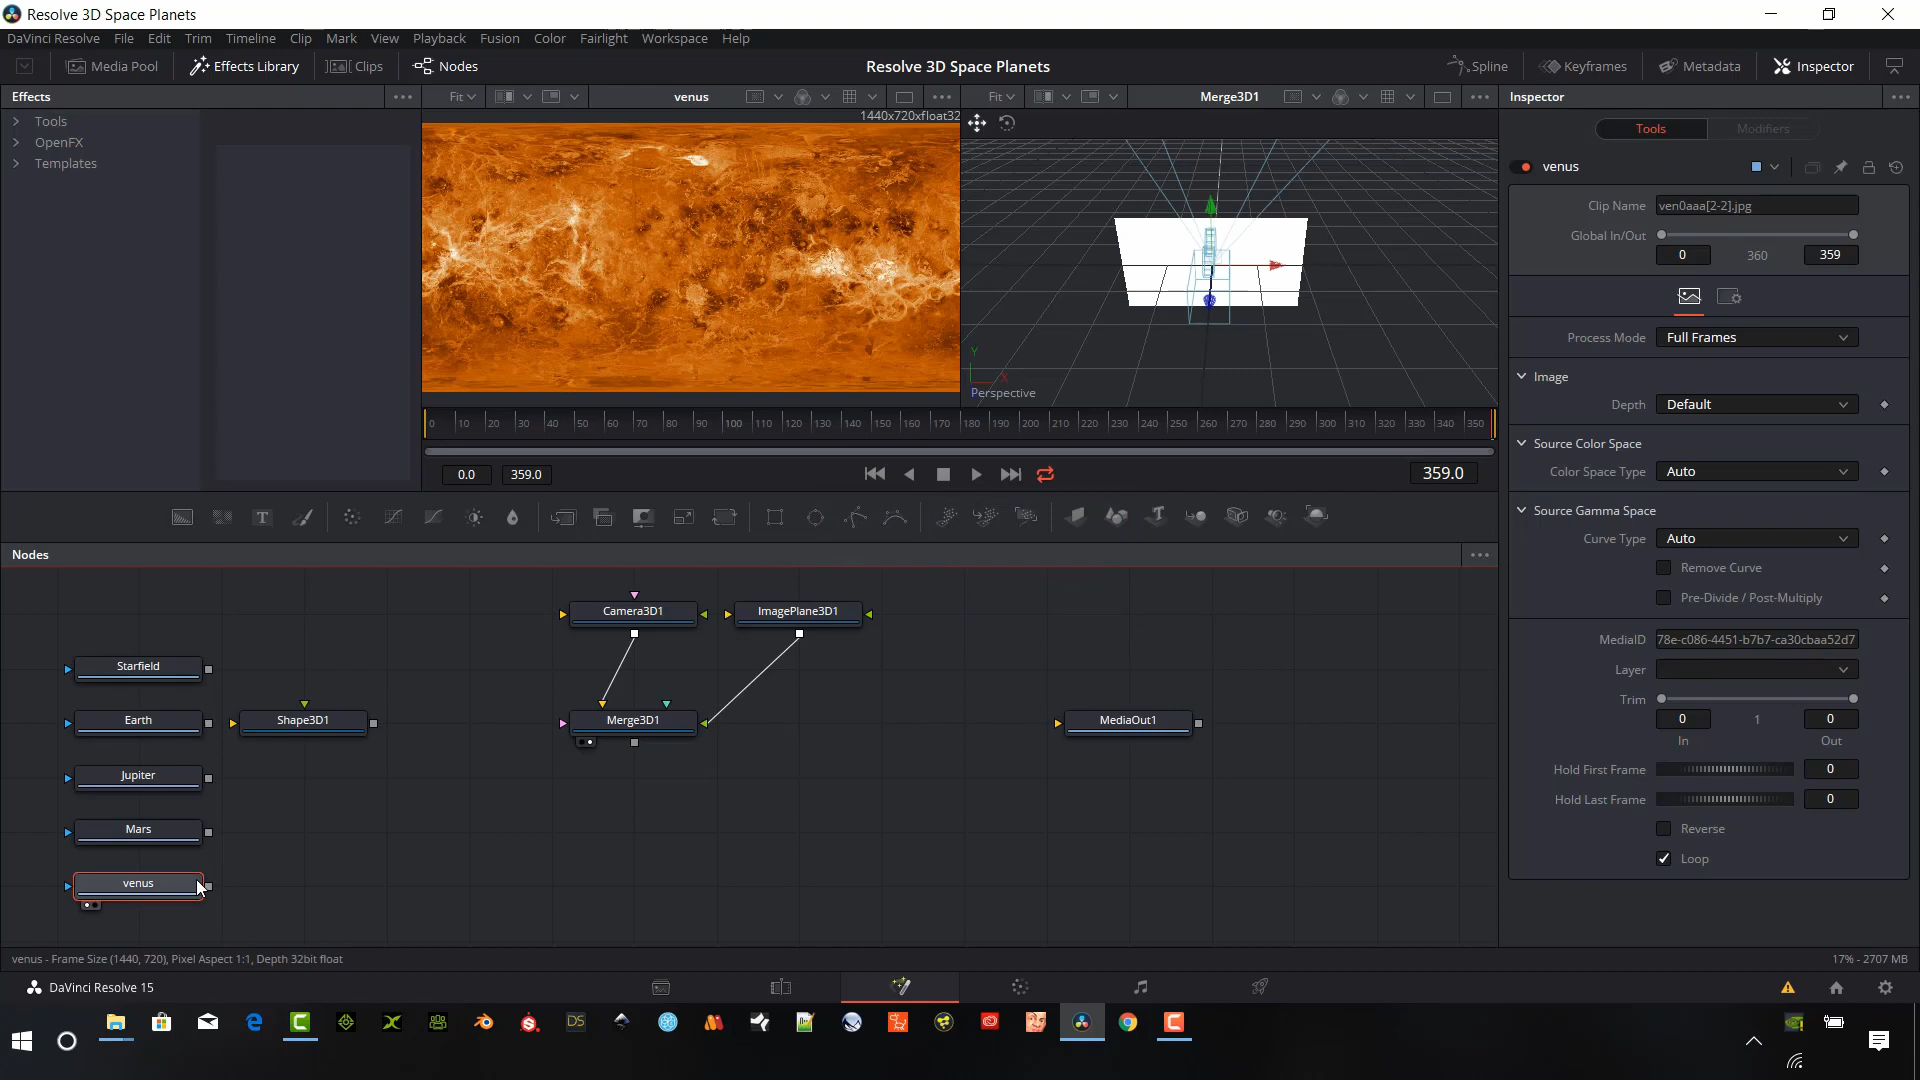 Resolve 3D Space Planets
DaVinci Resolve File Edit Trim Timeline Clip Mark View Playback Fusion Color Fairlight Workspace Help
Media Pool Effects Library Clips Nodes Resolve 3D Space Planets Spline Keyframes Metadata Inspector
Effects Fit venus Fit Merge3D1 Inspector
1440x720xfloat32
Tools
OpenFX
Templates
Y
X
Perspective
0 10 20 30 40 50 60 70 80 90 100 110 120 130 140 150 160 170 180 190 200 210 220 230 240 250 260 270 280 290 300 310 320 330 340 350
0.0 359.0 359.0
T
Nodes
Camera3D1 ImagePlane3D1
Starfield
Earth Shape3D1 Merge3D1 MediaOut1
Jupiter
Mars
venus
Tools Modifiers
venus
Clip Name ven0aaa[2-2].jpg
Global In/Out
0 360 359
Process Mode Full Frames
Image
Depth Default
Source Color Space
Color Space Type Auto
Source Gamma Space
Curve Type Auto
Remove Curve
Pre-Divide / Post-Multiply
MediaID 78e-c086-4451-b7b7-ca30cbaa52d7
Layer
Trim
0 1 0
In Out
Hold First Frame 0
Hold Last Frame 0
Reverse
Loop
venus - Frame Size (1440, 720), Pixel Aspect 1:1, Depth 32bit float 17% - 2707 MB
DaVinci Resolve 15
DS